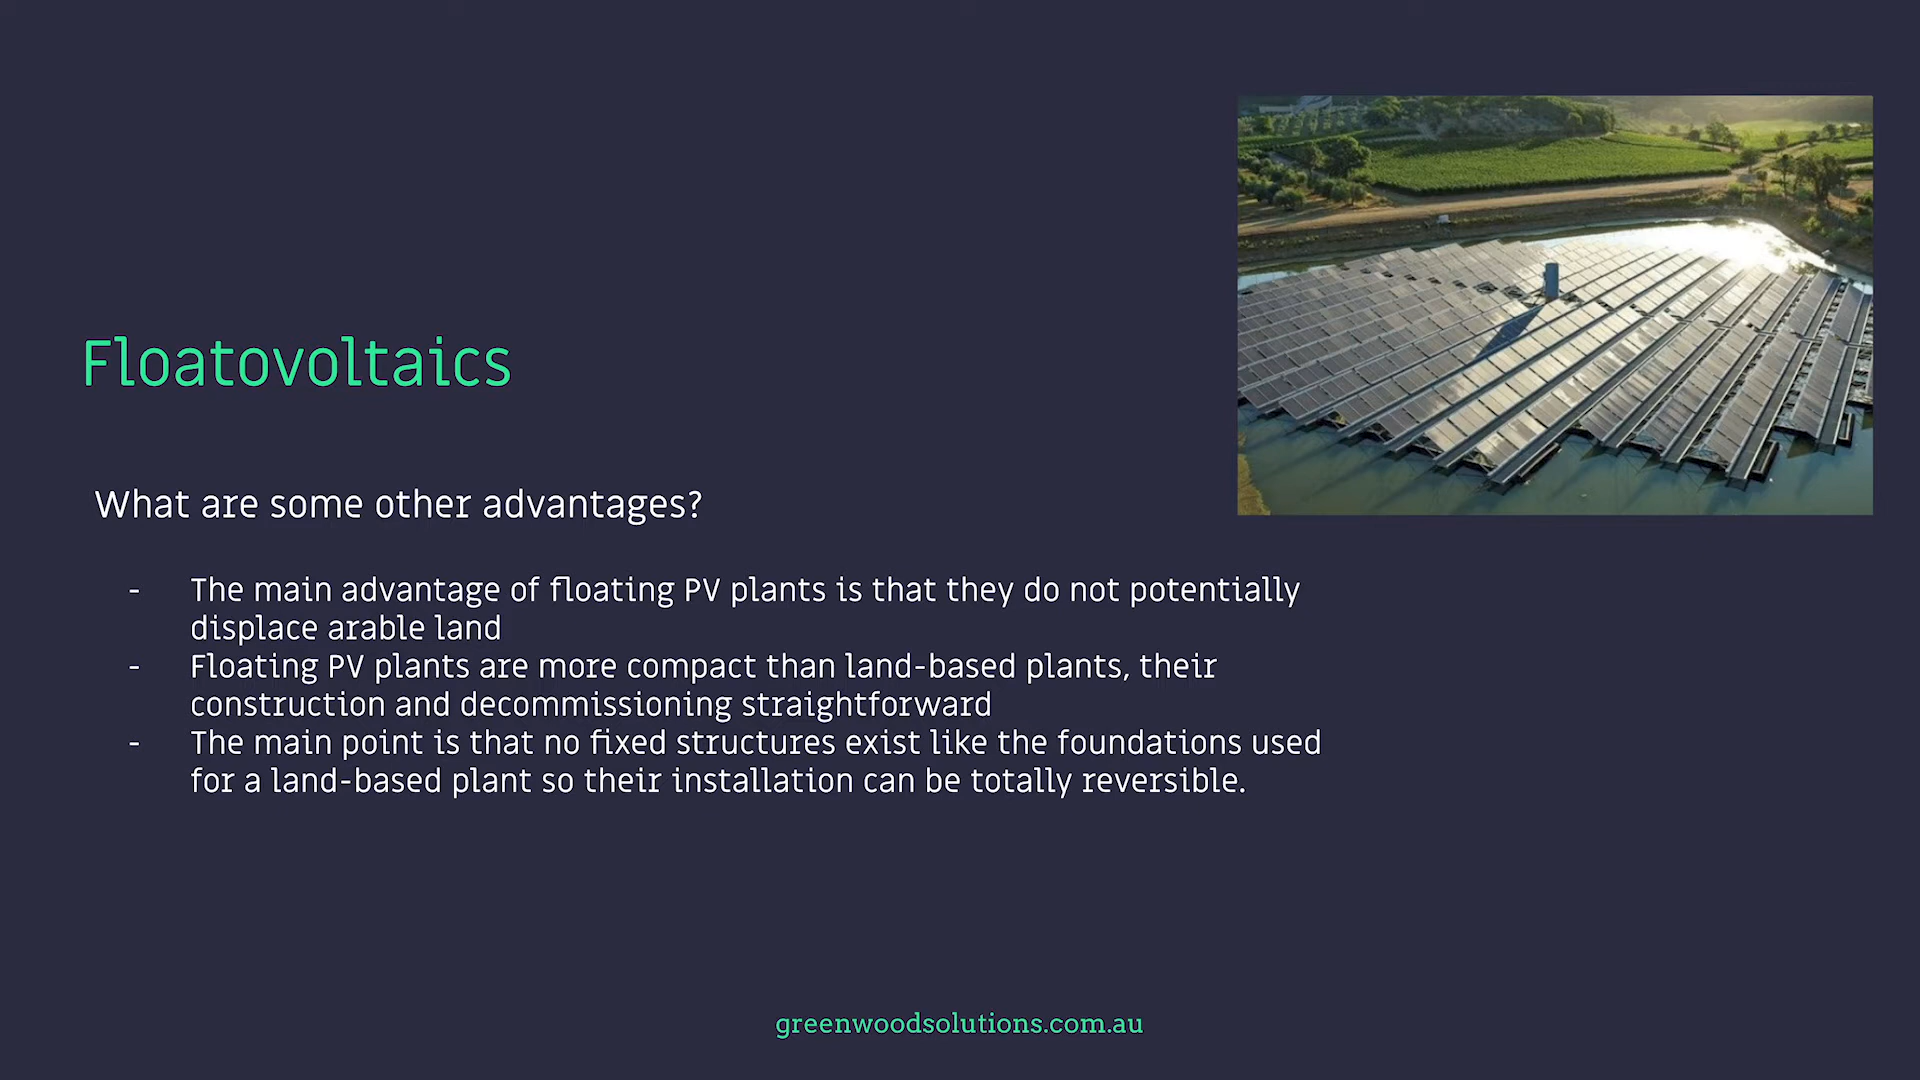 Floatovoltaics
What are some other advantages?
- The main advantage of floating PV plants is that they do not potentially
displace arable land
- Floating PV plants are more compact than land-based plants, their
construction and decommissioning straightforward
- The main point is that no fixed structures exist like the foundations used
for a land-based plant so their installation can be totally reversible.
greenwoodsolutions.com.au